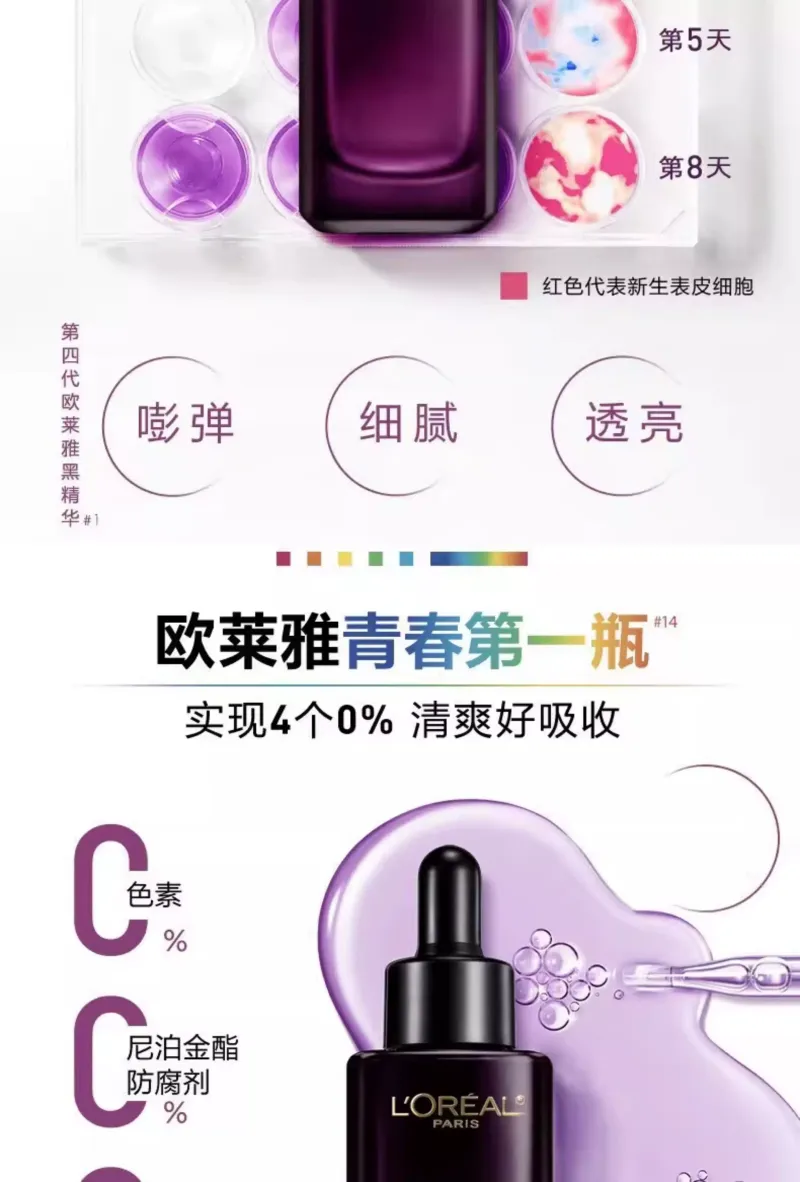 第5天
第8天
红色代表新生表皮细胞
第四代欧莱雅黑精华#1
嘭弹
细腻
透亮
欧莱雅青春第一瓶#14
实现4个0% 清爽好吸收
0%
色素
0%
尼泊金酯
防腐剂
L'ORÉAL
PARIS